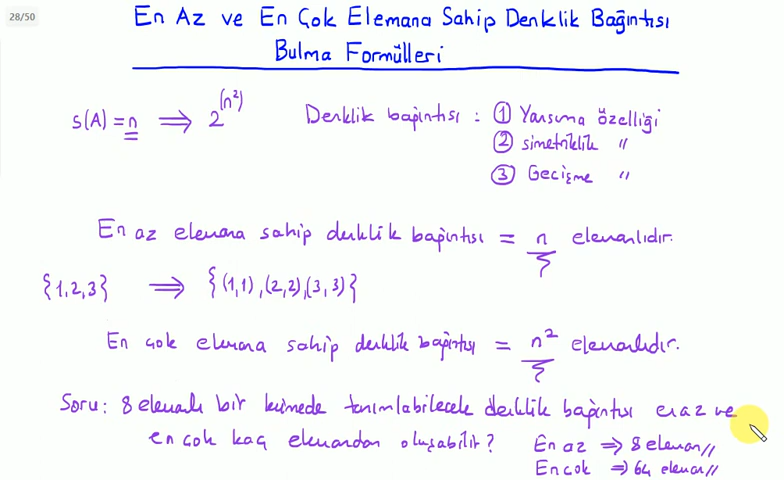 28/50
En Az ve En Çok Elemana Sahip Denklik Bağıntısı
Bulma Formülleri
s(A) = n ⟹ 2^(n²) Denklik bağıntısı : ① Yansıma özelliği
② simetriklik "
③ Geçişme "
En az elemana sahip denklik bağıntısı = n elemanlıdır.
{1,2,3} ⟹ {(1,1),(2,2),(3,3)}
En çok elemana sahip denklik bağıntısı = n² elemanlıdır.
Soru: 8 elemanlı bir kümede tanımlabilecek denklik bağıntısı en az ve
en çok kaç elemandan oluşabilir? En az ⟹ 8 eleman//
En çok ⟹ 64 eleman//